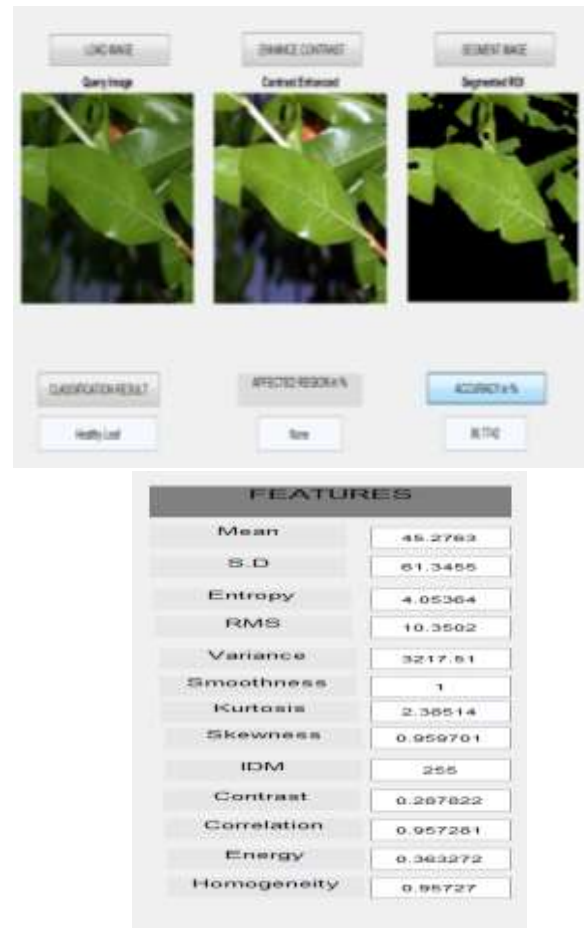 LOAD IMAGE ENHANCE CONTRAST SEGMENT IMAGE
Query Image Contrast Enhanced Segmented ROI
CLASSIFICATION RESULT AFFECTED REGION in % ACCURACY in %
Healthy Leaf None
FEATURES
Mean 45.2763
S.D 61.3455
Entropy 4.05364
RMS 10.3502
Variance 3217.51
Smoothness 1
Kurtosis 2.38514
Skewness 0.959701
IDM 255
Contrast 0.287822
Correlation 0.957281
Energy 0.363272
Homogeneity 0.95727